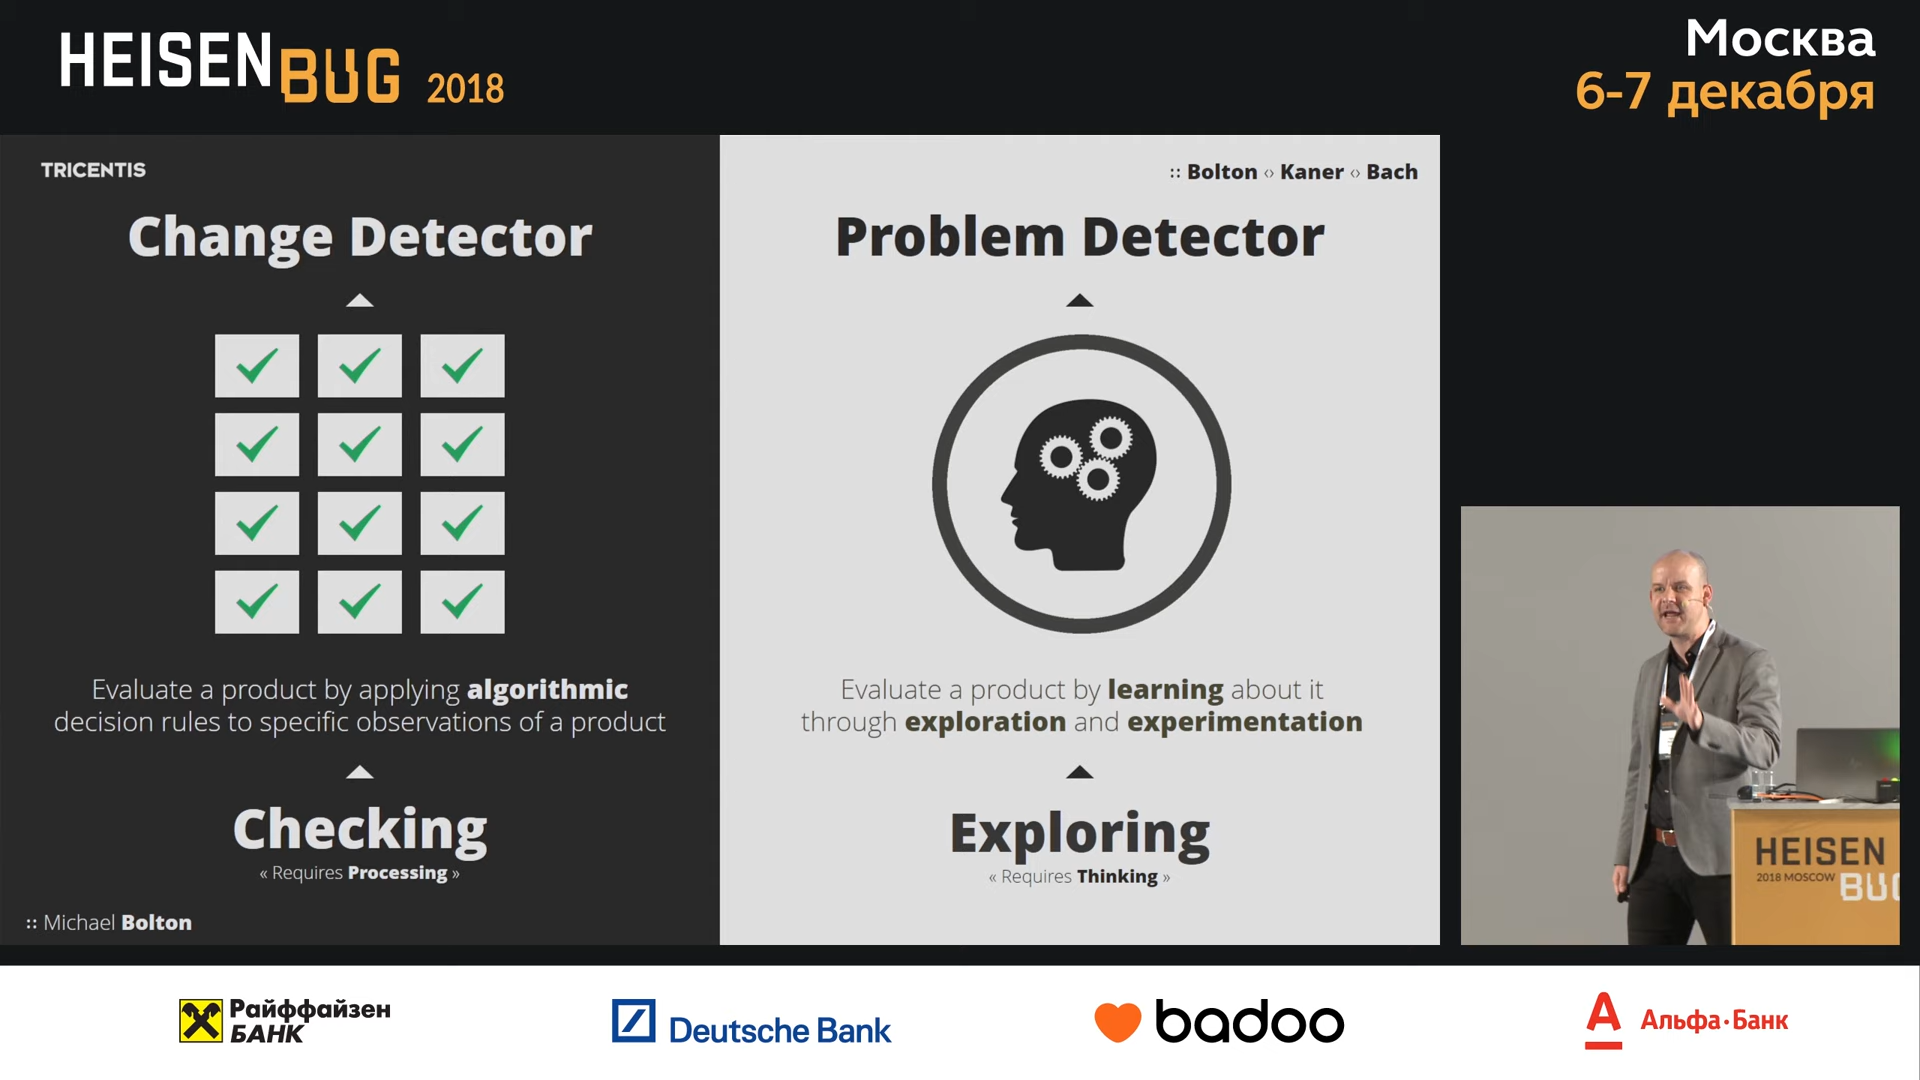 HEISENBUG 2018
Москва
6-7 декабря
TRICENTIS
:: Bolton ‹› Kaner ‹› Bach
Change Detector
Evaluate a product by applying algorithmic
decision rules to specific observations of a product
Checking
« Requires Processing »
:: Michael Bolton
Problem Detector
Evaluate a product by learning about it
through exploration and experimentation
Exploring
« Requires Thinking »
HEISEN
2018 MOSCOW
BUG
Райффайзен
БАНК
Deutsche Bank
badoo
Альфа·Банк